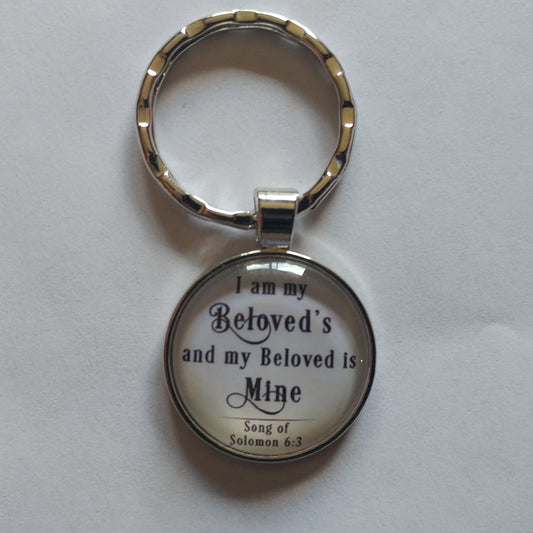 I am my
Beloved's
and my Beloved is
Mine
Song of
Solomon 6:3